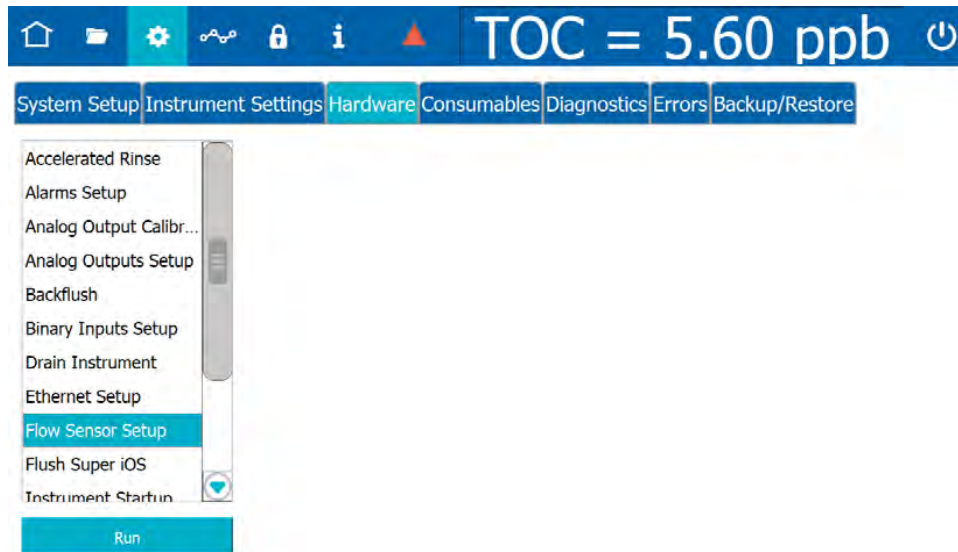 TOC = 5.60 ppb
System Setup Instrument Settings Hardware Consumables Diagnostics Errors Backup/Restore
Accelerated Rinse
Alarms Setup
Analog Output Calibr...
Analog Outputs Setup
Backflush
Binary Inputs Setup
Drain Instrument
Ethernet Setup
Flow Sensor Setup
Flush Super iOS
Instrument Startup
Run